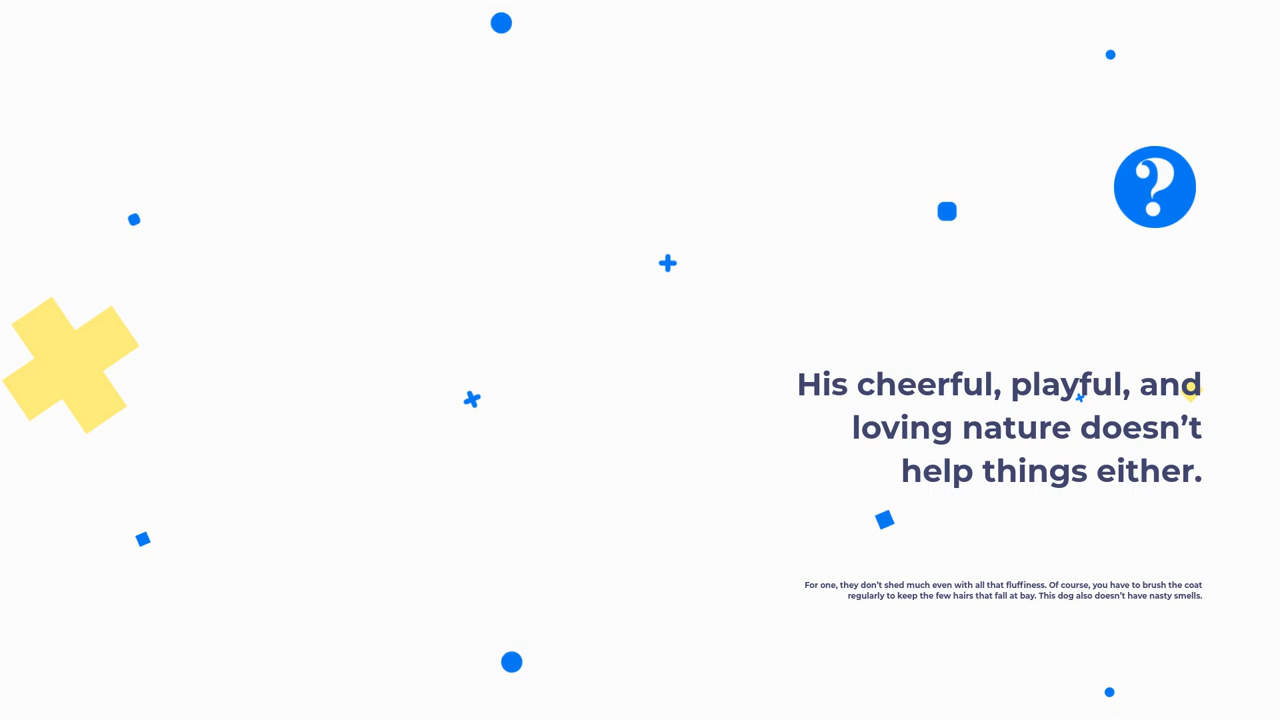 ?
His cheerful, playful, and
loving nature doesn’t
help things either.
For one, they don’t shed much even with all that fluffiness. Of course, you have to brush the coat
regularly to keep the few hairs that fall at bay. This dog also doesn’t have nasty smells.